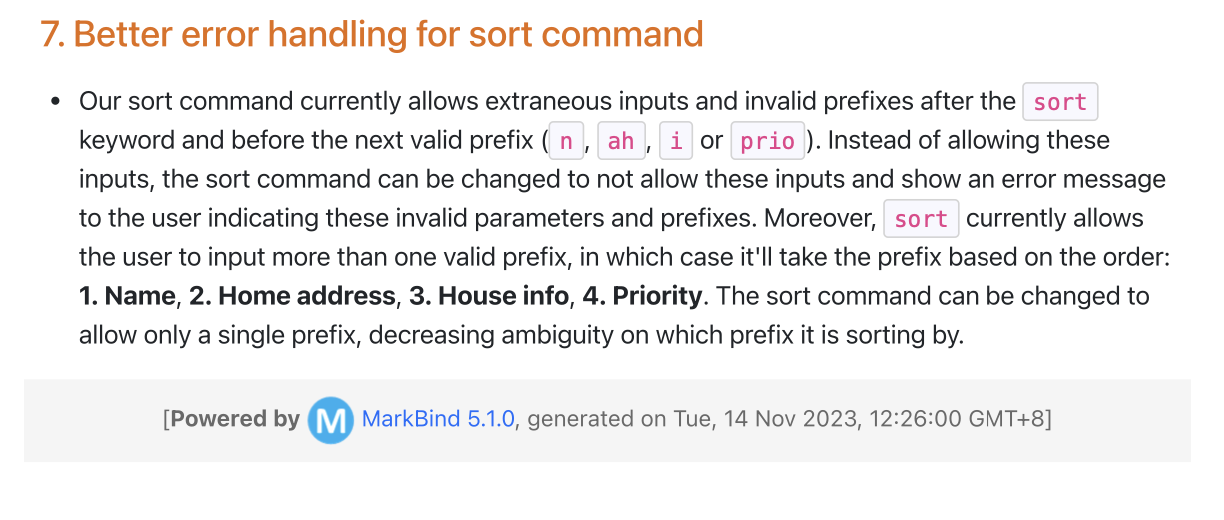 7. Better error handling for sort command
• Our sort command currently allows extraneous inputs and invalid prefixes after the sort
keyword and before the next valid prefix ( n , ah , i or prio ). Instead of allowing these
inputs, the sort command can be changed to not allow these inputs and show an error message
to the user indicating these invalid parameters and prefixes. Moreover, sort currently allows
the user to input more than one valid prefix, in which case it'll take the prefix based on the order:
1. Name, 2. Home address, 3. House info, 4. Priority. The sort command can be changed to
allow only a single prefix, decreasing ambiguity on which prefix it is sorting by.
[Powered by M MarkBind 5.1.0, generated on Tue, 14 Nov 2023, 12:26:00 GMT+8]